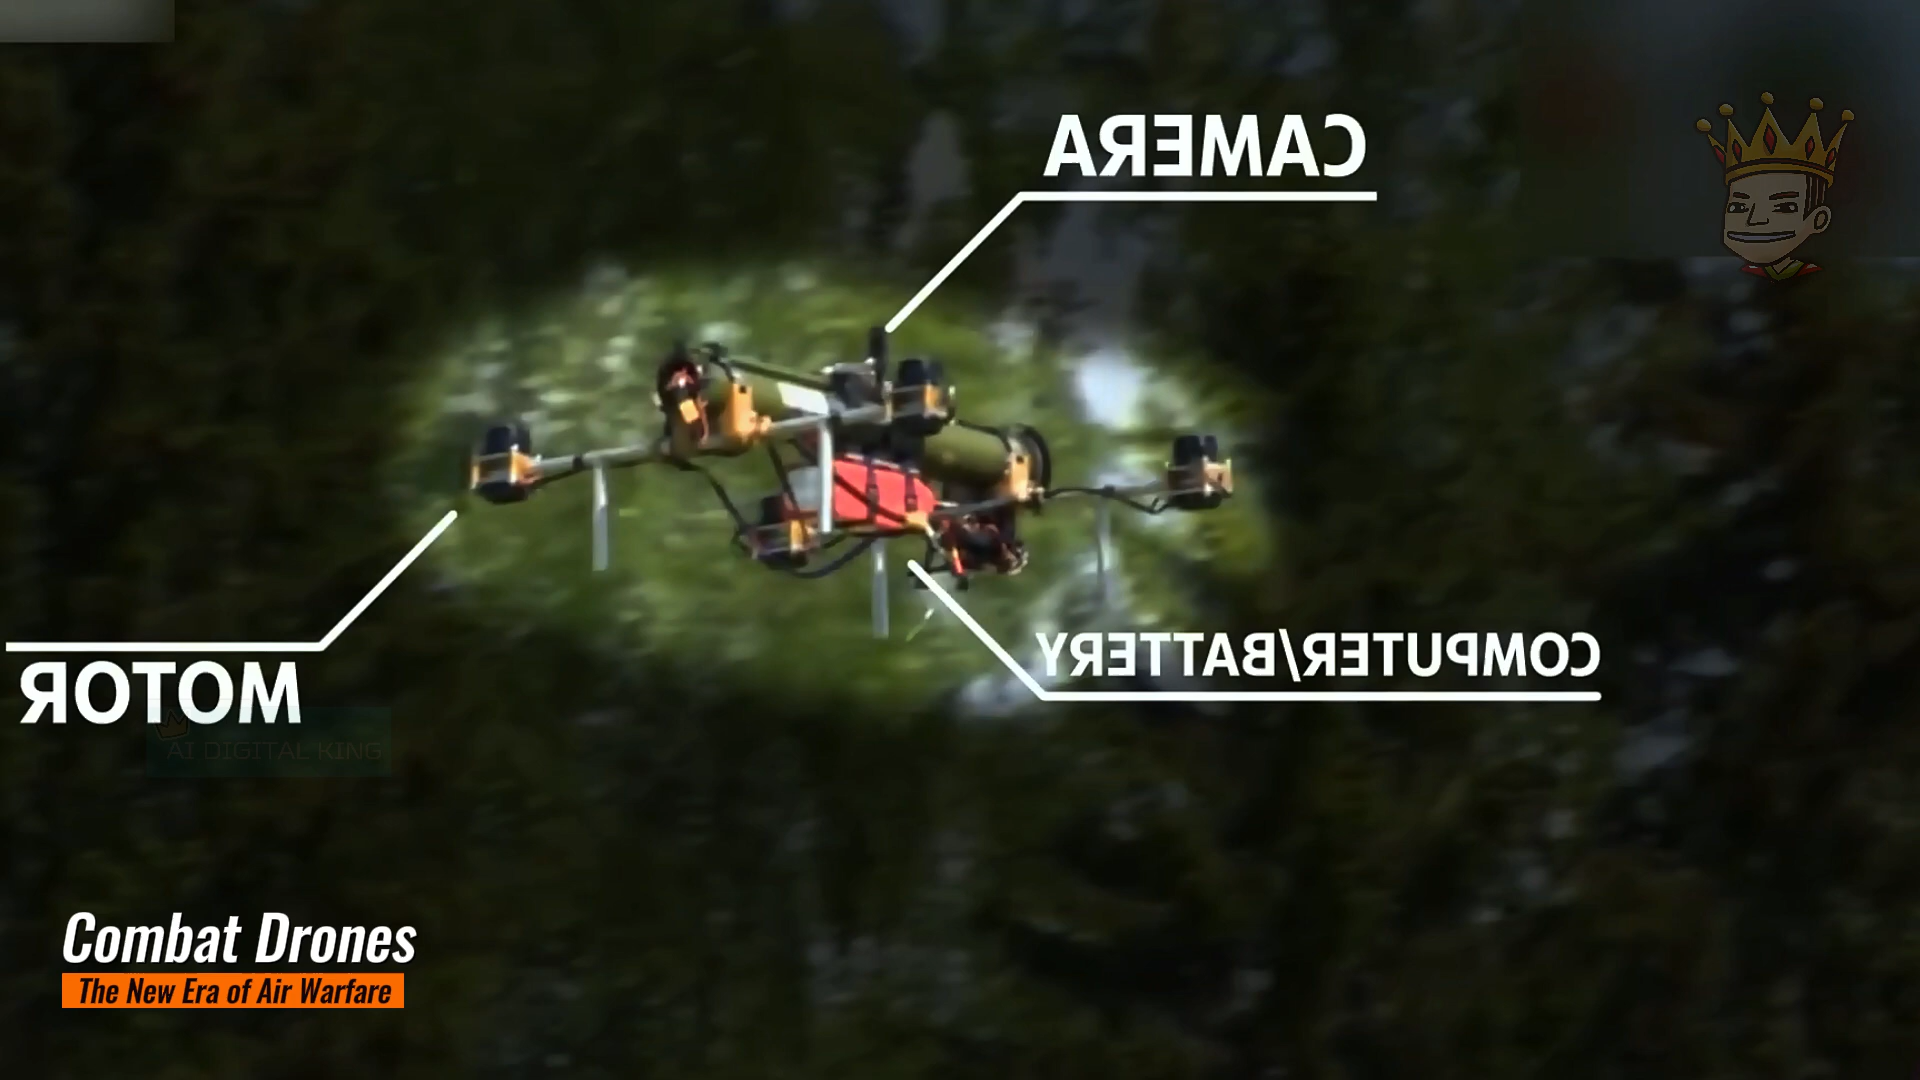 CAMERA
COMPUTER/BATTERY
MOTOR
AI DIGITAL KING
Combat Drones
The New Era of Air Warfare